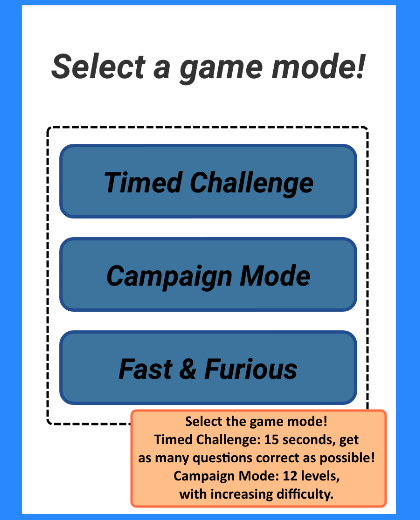 Select a game mode!
Timed Challenge
Campaign Mode
Fast & Furious
Select the game mode!
Timed Challenge: 15 seconds, get
as many questions correct as possible!
Campaign Mode: 12 levels,
with increasing difficulty.